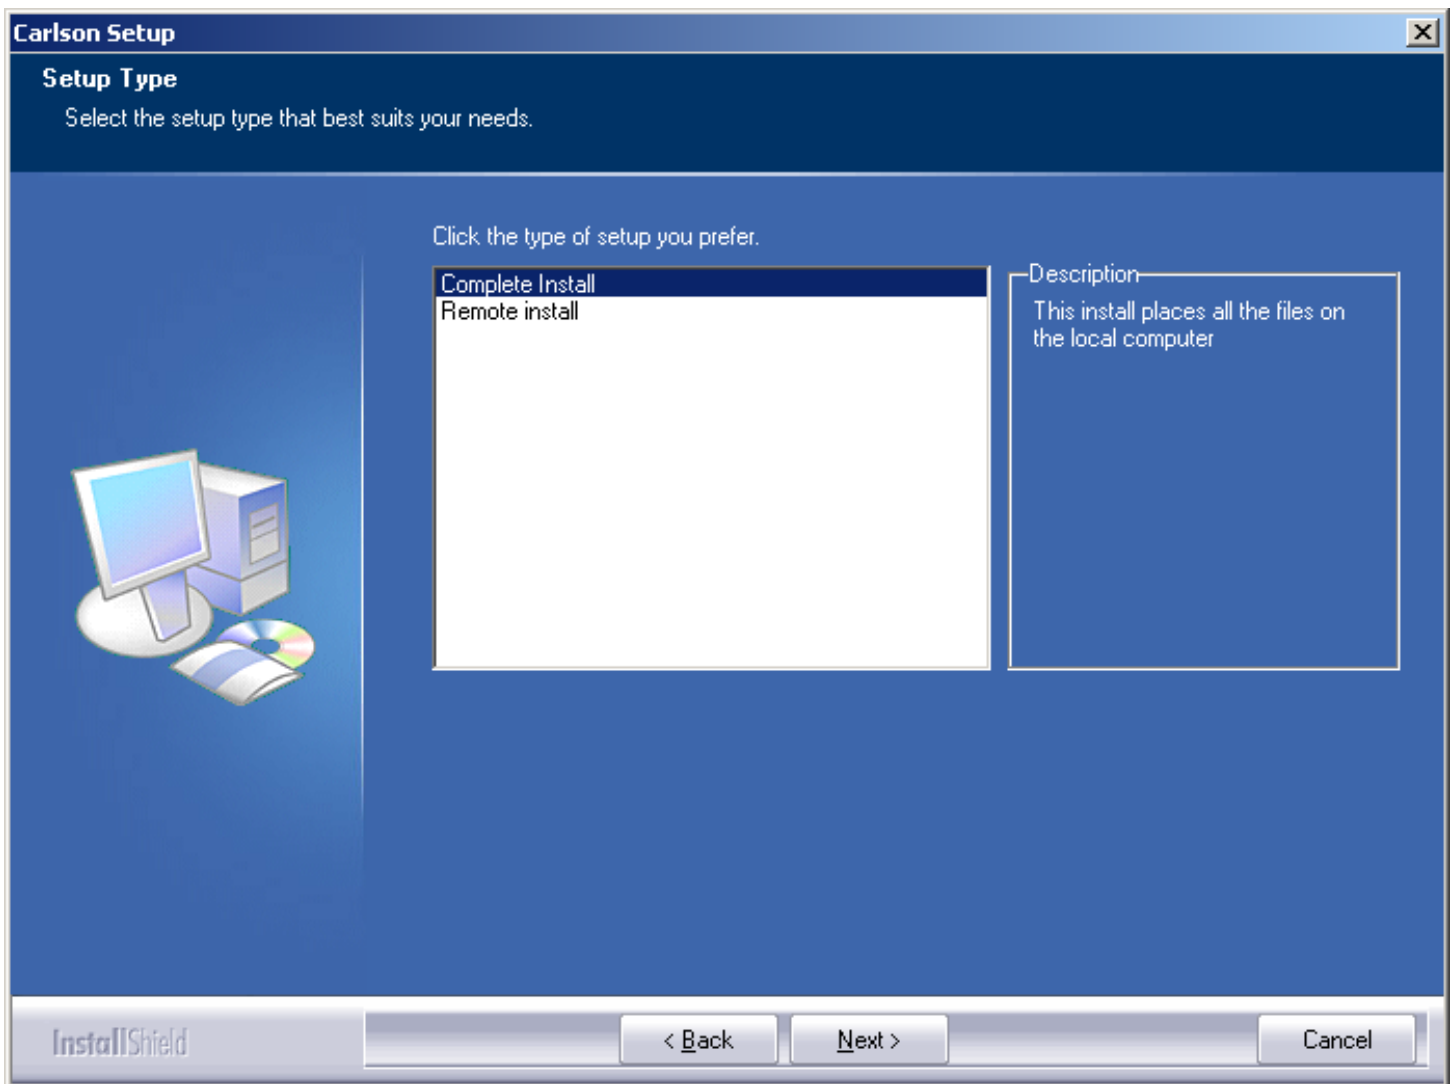 Carlson Setup
Setup Type
Select the setup type that best suits your needs.
Click the type of setup you prefer.
Complete Install
Remote install
Description
This install places all the files on
the local computer
InstallShield
< Back
Next >
Cancel